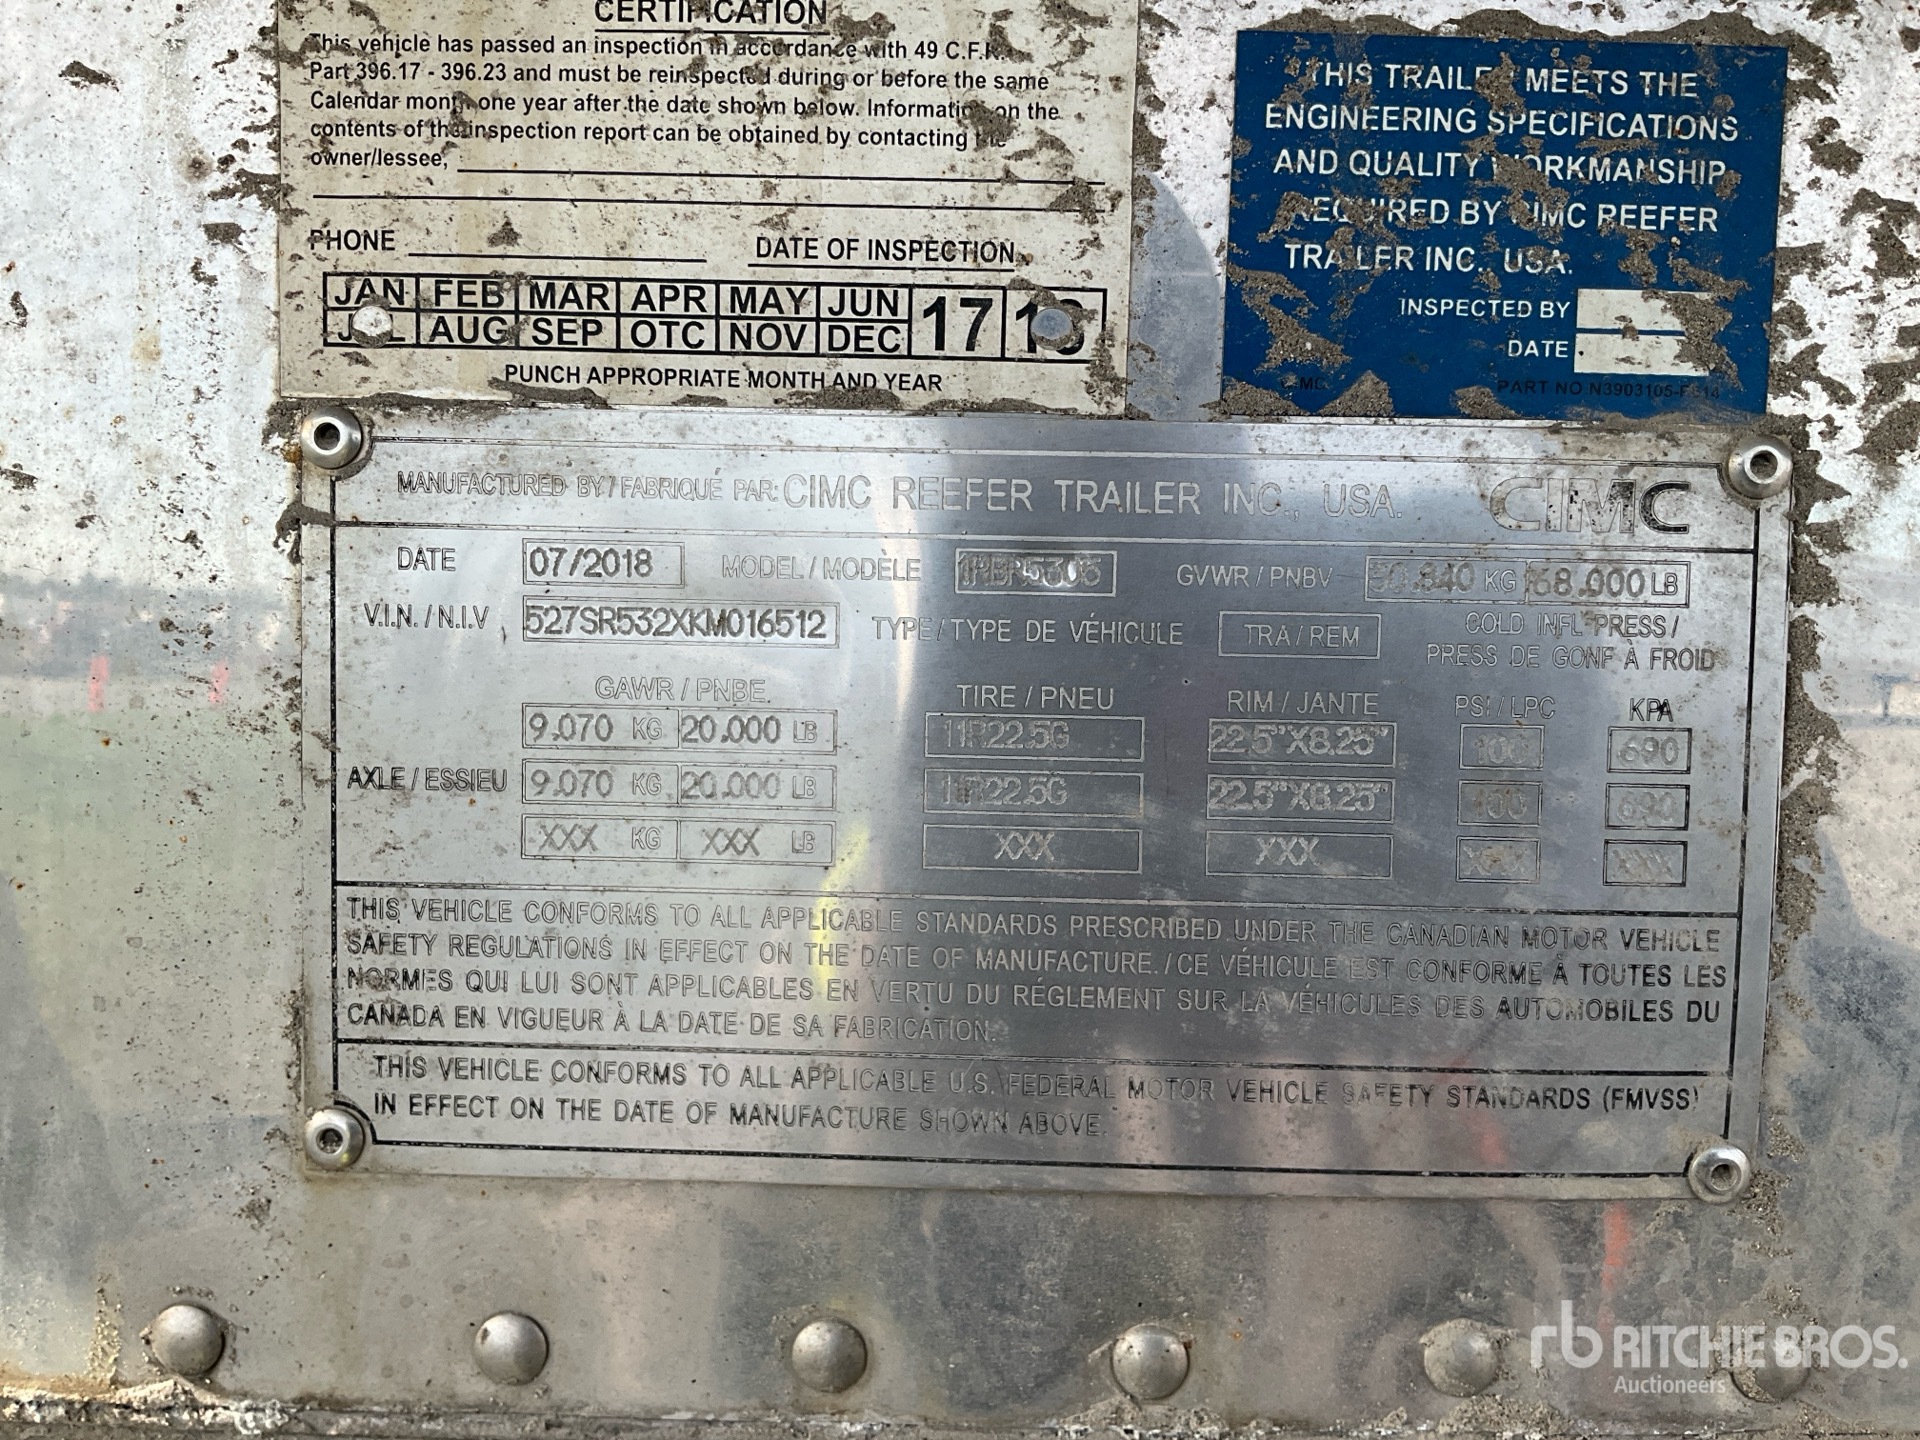 CERTIFICATION
This vehicle has passed an inspection in accordance with 49 C.F.R.
Part 396.17 - 396.23 and must be reinspected during or before the same
Calendar month one year after the date shown below. Information on the
contents of the inspection report can be obtained by contacting the
owner/lessee,
PHONE DATE OF INSPECTION
JAN FEB MAR APR MAY JUN 17 18
JUL AUG SEP OTC NOV DEC
PUNCH APPROPRIATE MONTH AND YEAR
THIS TRAILER MEETS THE
ENGINEERING SPECIFICATIONS
AND QUALITY WORKMANSHIP
REQUIRED BY CIMC REEFER
TRAILER INC., USA.
INSPECTED BY
DATE
CIMC PART NO
MANUFACTURED BY / FABRIQUÉ PAR: CIMC REEFER TRAILER INC., USA. CIMC
DATE 07/2018 MODEL / MODÈLE GVWR / PNBV KG 68.000 LB
V.I.N. / N.I.V 527SR532XKM016512 TYPE / TYPE DE VÉHICULE TRA / REM COLD INFL PRESS /
PRESS DE GONF À FROID
GAWR / PNBE. TIRE / PNEU RIM / JANTE PSI / LPC KPA
9.070 KG 20.000 LB 11R22.5G 22.5"X8.25" 100 690
AXLE / ESSIEU 9.070 KG 20.000 LB 11R22.5G 22.5"X8.25" 100 690
XXX KG XXX LB XXX XXX XXX XXX
THIS VEHICLE CONFORMS TO ALL APPLICABLE STANDARDS PRESCRIBED UNDER THE CANADIAN MOTOR VEHICLE
SAFETY REGULATIONS IN EFFECT ON THE DATE OF MANUFACTURE. / CE VÉHICULE EST CONFORME À TOUTES LES
NORMES QUI LUI SONT APPLICABLES EN VERTU DU RÉGLEMENT SUR LA VÉHICULES DES AUTOMOBILES DU
CANADA EN VIGUEUR À LA DATE DE SA FABRICATION.
THIS VEHICLE CONFORMS TO ALL APPLICABLE U.S. FEDERAL MOTOR VEHICLE SAFETY STANDARDS (FMVSS)
IN EFFECT ON THE DATE OF MANUFACTURE SHOWN ABOVE.
rb RITCHIE BROS.
Auctioneers